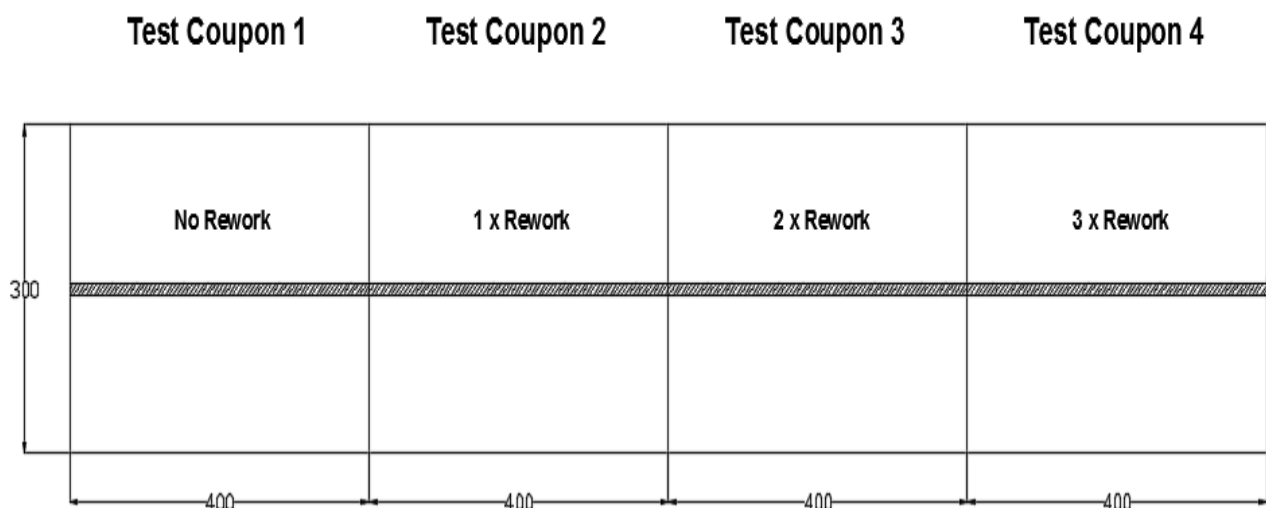 Test Coupon 1 Test Coupon 2 Test Coupon 3 Test Coupon 4
No Rework 1 x Rework 2 x Rework 3 x Rework
300
400 400 400 400